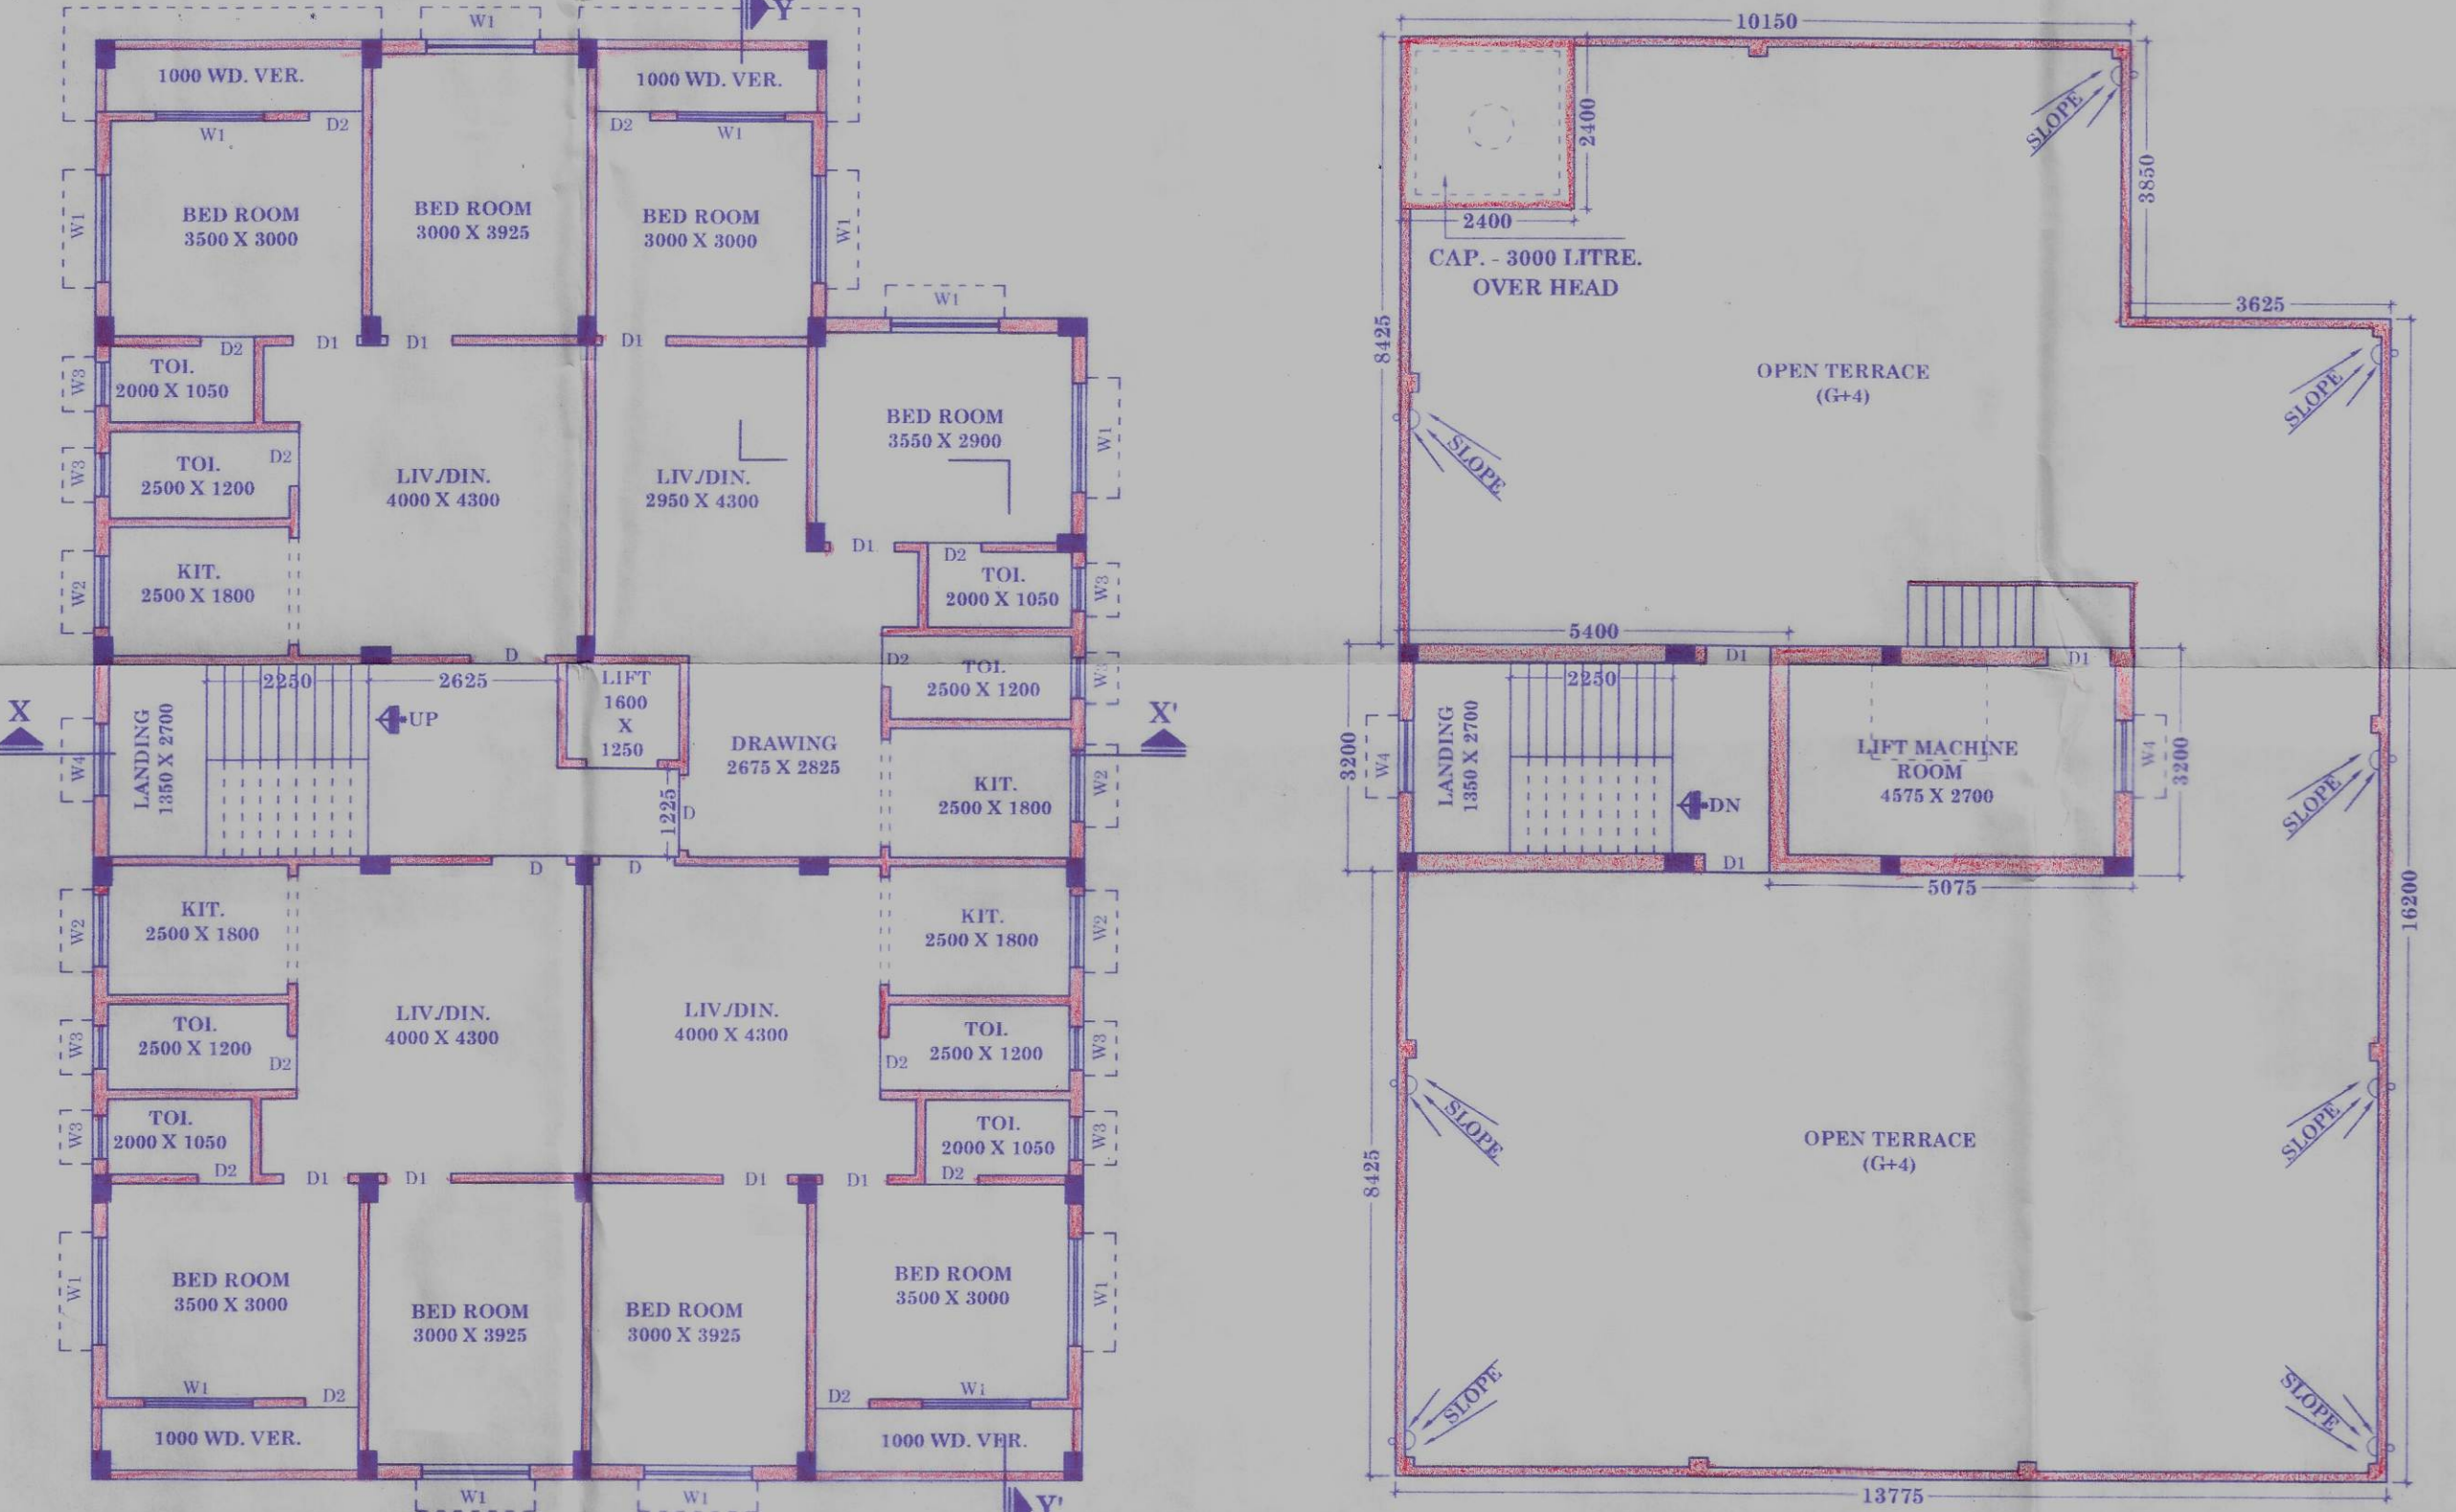 W1
Y
1000 WD. VER.
1000 WD. VER.
W1
D2
D2
W1
W1
BED ROOM
3500 X 3000
BED ROOM
3000 X 3925
BED ROOM
3000 X 3000
W1
W1
D2
D1
D1
D1
TOI.
2000 X 1050
W3
BED ROOM
3550 X 2900
W1
TOI.
2500 X 1200
D2
W3
LIV./DIN.
4000 X 4300
LIV./DIN.
2950 X 4300
D1
D2
KIT.
2500 X 1800
W2
TOI.
2000 X 1050
W3
D
D2
TOI.
2500 X 1200
W3
2250
2625
LIFT
1600
X
1250
X
UP
LANDING
1350 X 2700
W4
DRAWING
2675 X 2825
X'
KIT.
2500 X 1800
W2
1225
D
D
D
KIT.
2500 X 1800
W2
KIT.
2500 X 1800
W2
LIV./DIN.
4000 X 4300
LIV./DIN.
4000 X 4300
TOI.
2500 X 1200
D2
W3
TOI.
2500 X 1200
D2
W3
TOI.
2000 X 1050
D2
W3
TOI.
2000 X 1050
D2
W3
D1
D1
D1
D1
BED ROOM
3500 X 3000
W1
BED ROOM
3000 X 3925
BED ROOM
3000 X 3925
BED ROOM
3500 X 3000
W1
W1
D2
D2
W1
1000 WD. VER.
1000 WD. VER.
W1
W1
Y'
10150
2400
2400
CAP. - 3000 LITRE.
OVER HEAD
SLOPE
3850
3625
8425
OPEN TERRACE
(G+4)
SLOPE
SLOPE
5400
D1
D1
2250
3200
W4
LANDING
1350 X 2700
DN
LIFT MACHINE
ROOM
4575 X 2700
W4
3200
SLOPE
D1
5075
16200
8425
SLOPE
OPEN TERRACE
(G+4)
SLOPE
SLOPE
SLOPE
13775